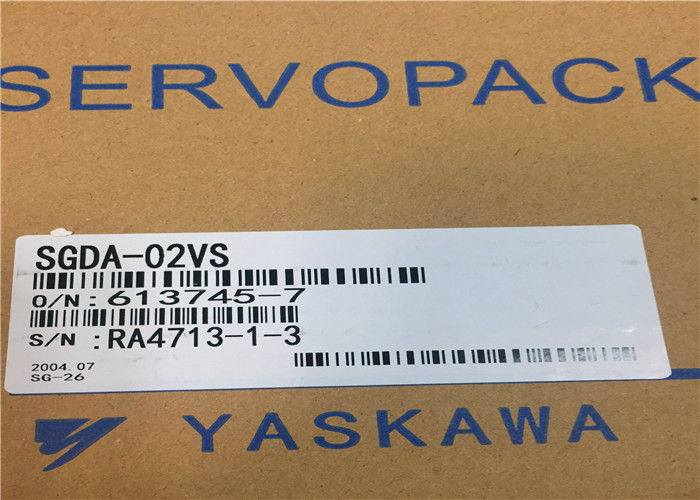 SERVOPACK
SGDA-02VS
O/N : 613745-7
S/N : RA4713-1-3
2004.07
SG-26
YASKAWA